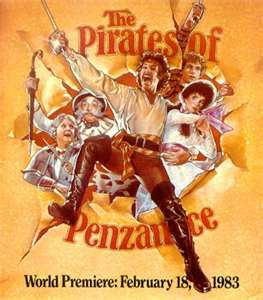 The
Pirates of
Penzance
World Premiere: February 18, 1983